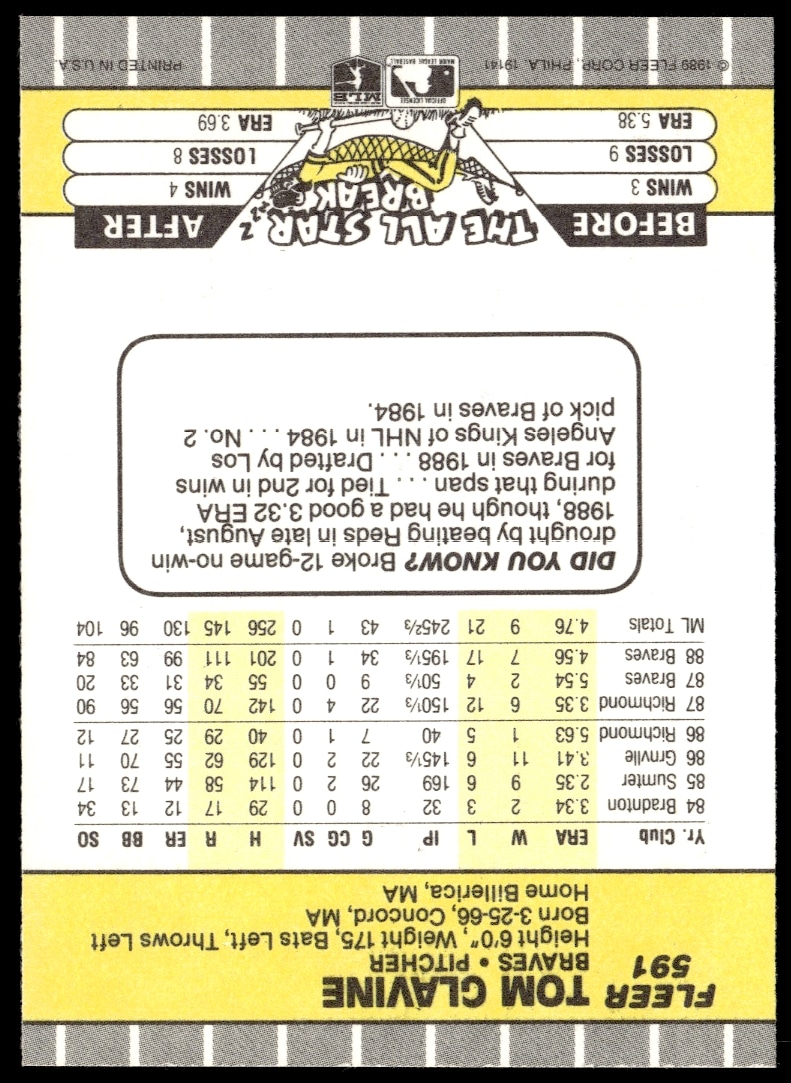 FLEER TOM GLAVINE
591 BRAVES • PITCHER
Height 6'0", Weight 175, Bats Left, Throws Left
Born 3-25-66, Concord, MA
Home Billerica, MA
Yr. Club ERA W L IP G CG SV H R ER BB SO
84 Bradnton 3.34 2 3 32 8 0 0 29 17 12 13 34
85 Sumter 2.35 9 6 169 26 2 0 114 58 44 73 17
86 Grnvlle 3.41 11 6 145⅓ 22 2 0 129 62 55 70 11
86 Richmond 5.63 1 5 40 7 1 0 40 29 25 27 12
87 Richmond 3.35 6 12 150⅓ 22 4 0 142 70 56 56 90
87 Braves 5.54 2 4 50⅓ 9 0 0 55 34 31 33 20
88 Braves 4.56 7 17 195⅓ 34 1 0 201 111 99 63 84
ML Totals 4.76 9 21 245⅔ 43 1 0 256 145 130 96 104
DID YOU KNOW? Broke 12-game no-win
drought by beating Reds in late August,
1988, though he had a good 3.32 ERA
during that span . . . Tied for 2nd in wins
for Braves in 1988 . . . Drafted by Los
Angeles Kings of NHL in 1984 . . . No. 2
pick of Braves in 1984.
BEFORE THE ALL STAR BREAK AFTER
zzz
WINS 3 WINS 4
LOSSES 9 LOSSES 8
ERA 5.38 ERA 3.69
OFFICIAL LICENSEE
MAJOR LEAGUE BASEBALL
MLB
© 1989 FLEER CORP., PHILA. 19141 PRINTED IN U.S.A.